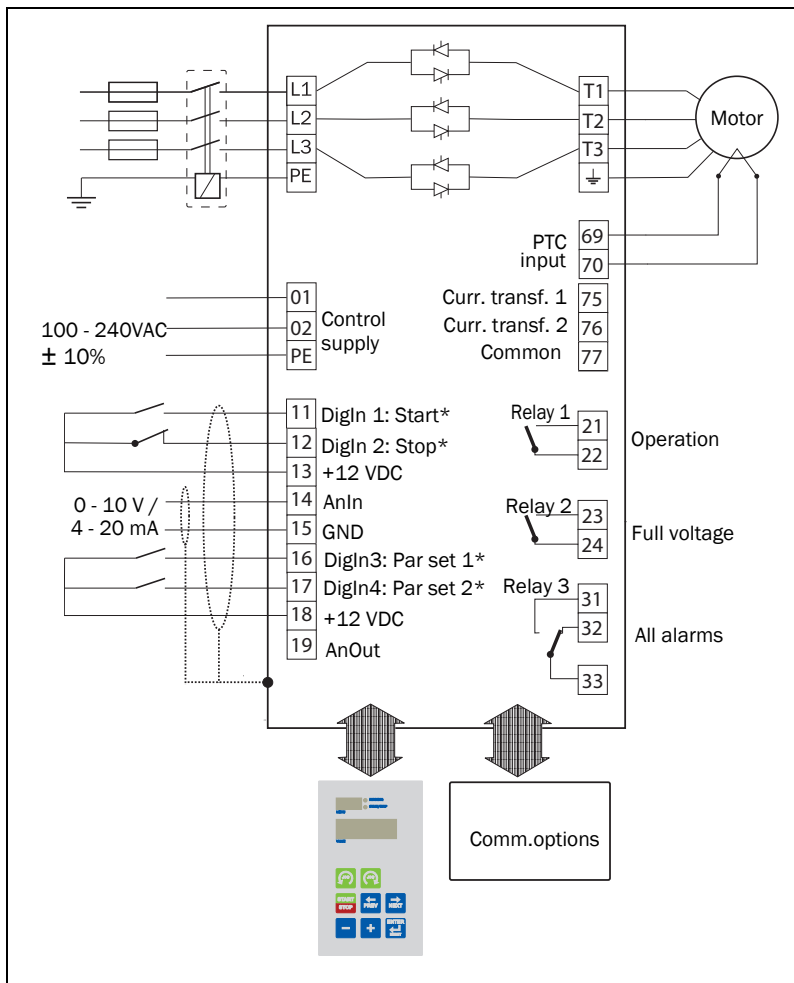 L1
L2
L3
PE
T1
T2
T3
Motor
PTC
input
69
70
01
02
PE
Control
supply
100 - 240VAC
± 10%
Curr. transf. 1
Curr. transf. 2
Common
75
76
77
11 DigIn 1: Start*
12 DigIn 2: Stop*
13 +12 VDC
14 AnIn
15 GND
16 DigIn3: Par set 1*
17 DigIn4: Par set 2*
18 +12 VDC
19 AnOut
0 - 10 V /
4 - 20 mA
Relay 1
21
22
Operation
Relay 2
23
24
Full voltage
Relay 3
31
32
33
All alarms
START
STOP
PREV
NEXT
- +
ENTER
Comm.options